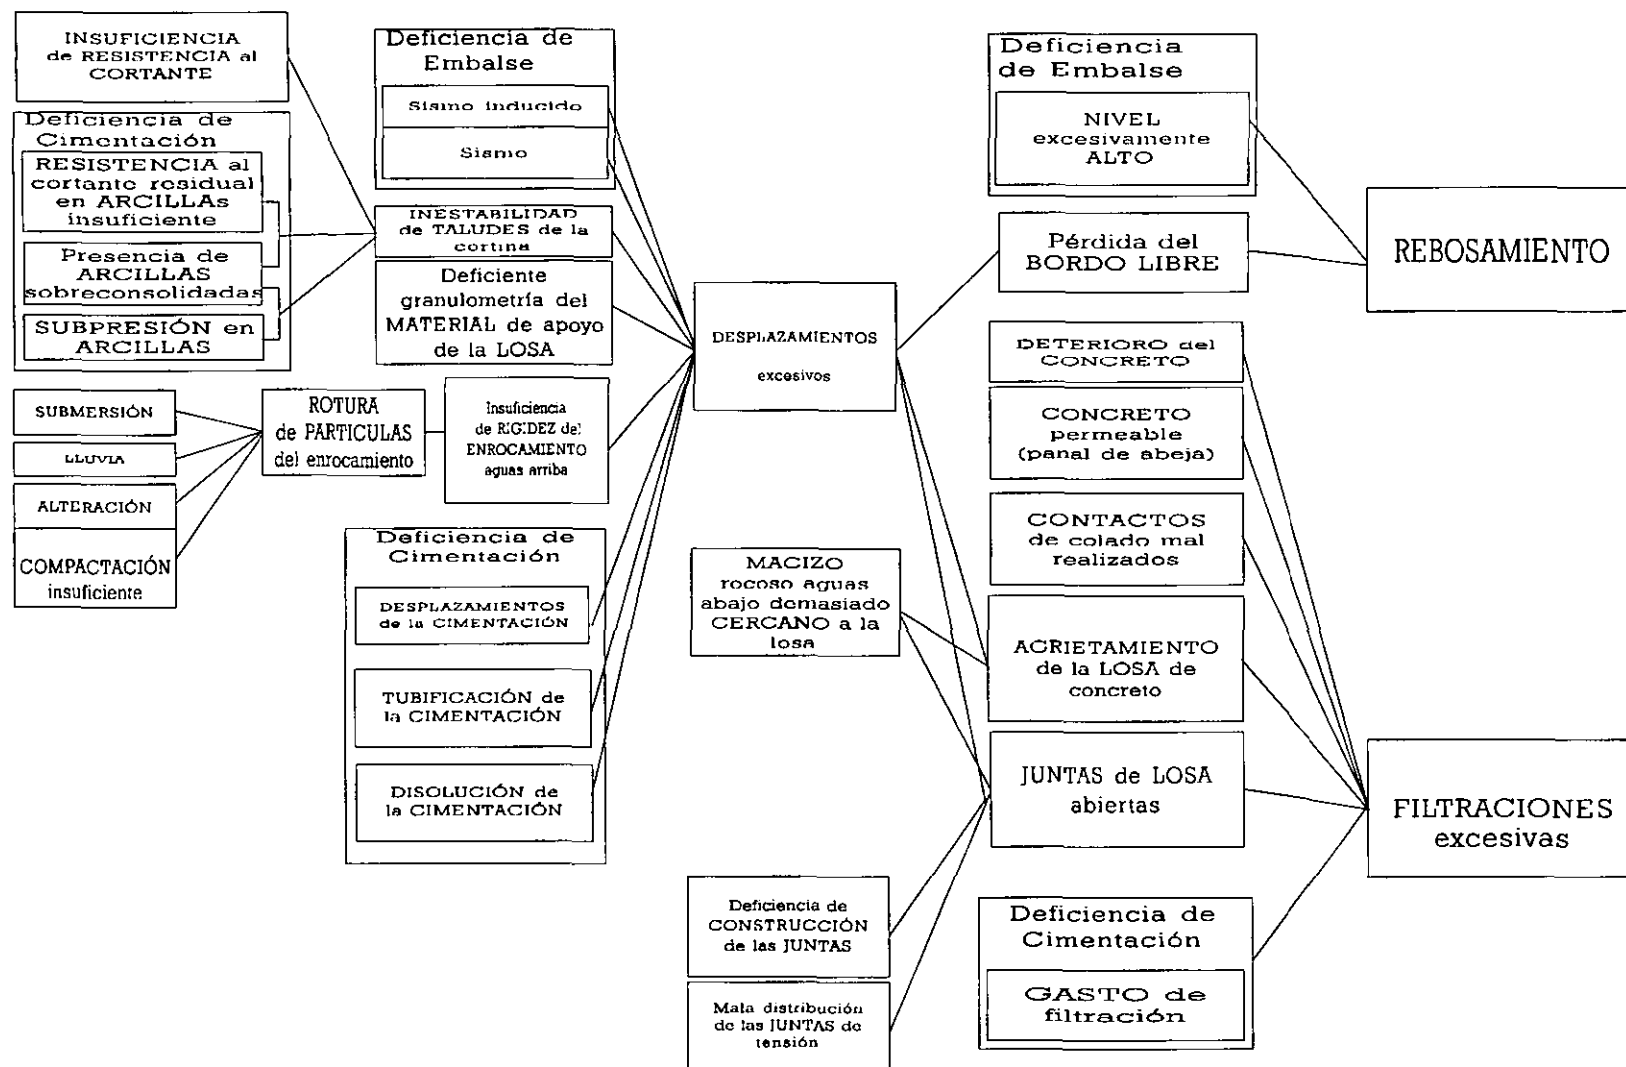 INSUFICIENCIA
de RESISTENCIA al
CORTANTE
Deficiencia de
Cimentación
RESISTENCIA al
cortante residual
en ARCILLAs
insuficiente
Presencia de
ARCILLAS
sobreconsolidadas
SUBPRESIÓN en
ARCILLAS
SUBMERSIÓN
LLUVIA
ALTERACIÓN
COMPACTACIÓN
insuficiente
ROTURA
de PARTICULAS
del enrocamiento
Deficiencia de
Embalse
Sismo inducido
Sismo
INESTABILIDAD
de TALUDES de la
cortina
Deficiente
granulometría del
MATERIAL de apoyo
de la LOSA
Insuficiencia
de RIGIDEZ del
ENROCAMIENTO
aguas arriba
Deficiencia de
Cimentación
DESPLAZAMIENTOS
de la CIMENTACIÓN
TUBIFICACIÓN de
la CIMENTACIÓN
DISOLUCIÓN de
la CIMENTACIÓN
DESPLAZAMIENTOS
excesivos
MACIZO
rocoso aguas
abajo demasiado
CERCANO a la
losa
Deficiencia de
CONSTRUCCIÓN
de las JUNTAS
Mala distribución
de las JUNTAS de
tensión
Deficiencia
de Embalse
NIVEL
excesivamente
ALTO
Pérdida del
BORDO LIBRE
DETERIORO del
CONCRETO
CONCRETO
permeable
(panal de abeja)
CONTACTOS
de colado mal
realizados
AGRIETAMIENTO
de la LOSA de
concreto
JUNTAS de LOSA
abiertas
Deficiencia de
Cimentación
GASTO de
filtración
REBOSAMIENTO
FILTRACIONES
excesivas